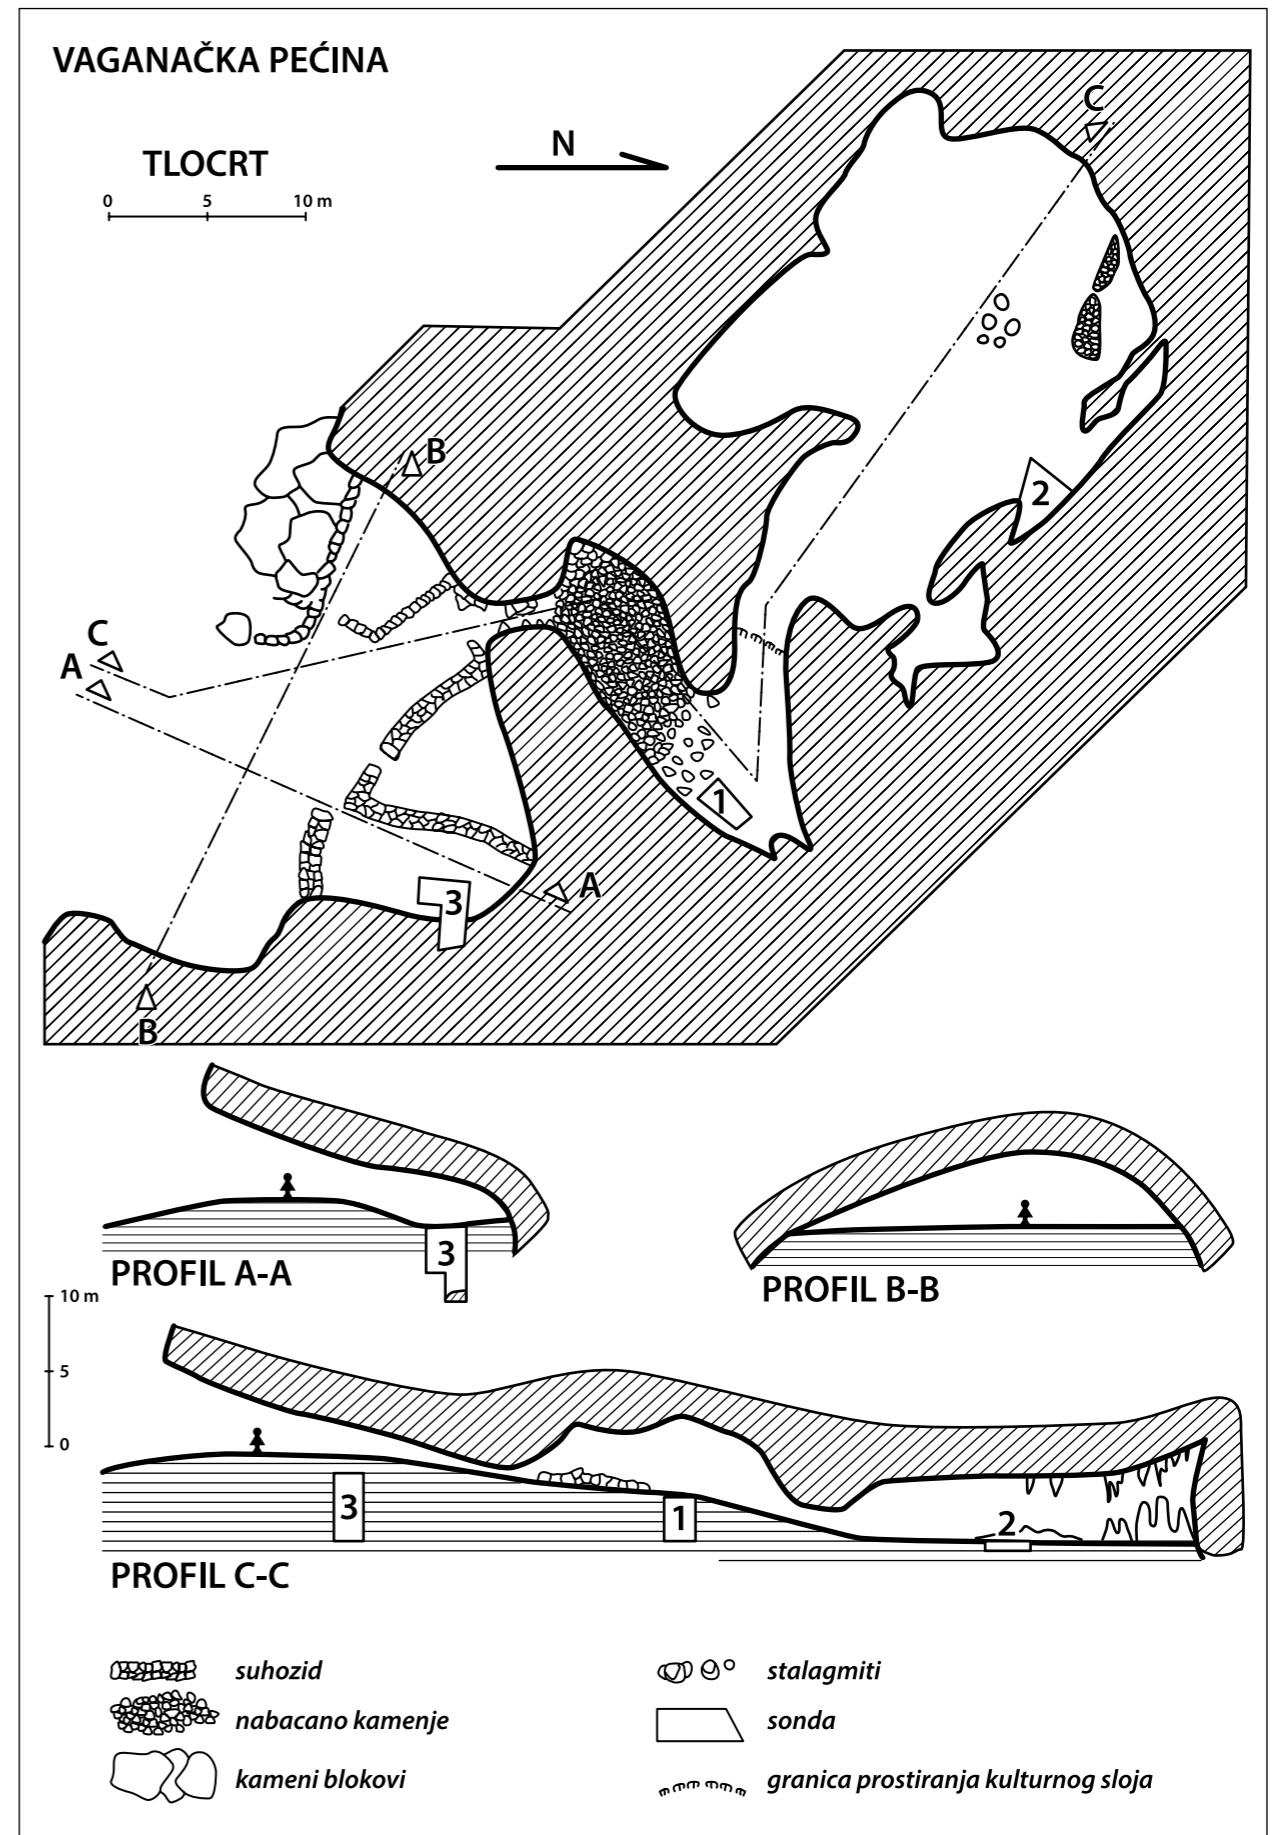 VAGANAČKA PEĆINA
TLOCRT
0 5 10 m
N
C
B
2
C
A
1
3
A
B
3
PROFIL A-A
PROFIL B-B
10 m
5
0
3
1
2
PROFIL C-C
suhozid
stalagmiti
nabacano kamenje
sonda
kameni blokovi
granica prostiranja kulturnog sloja